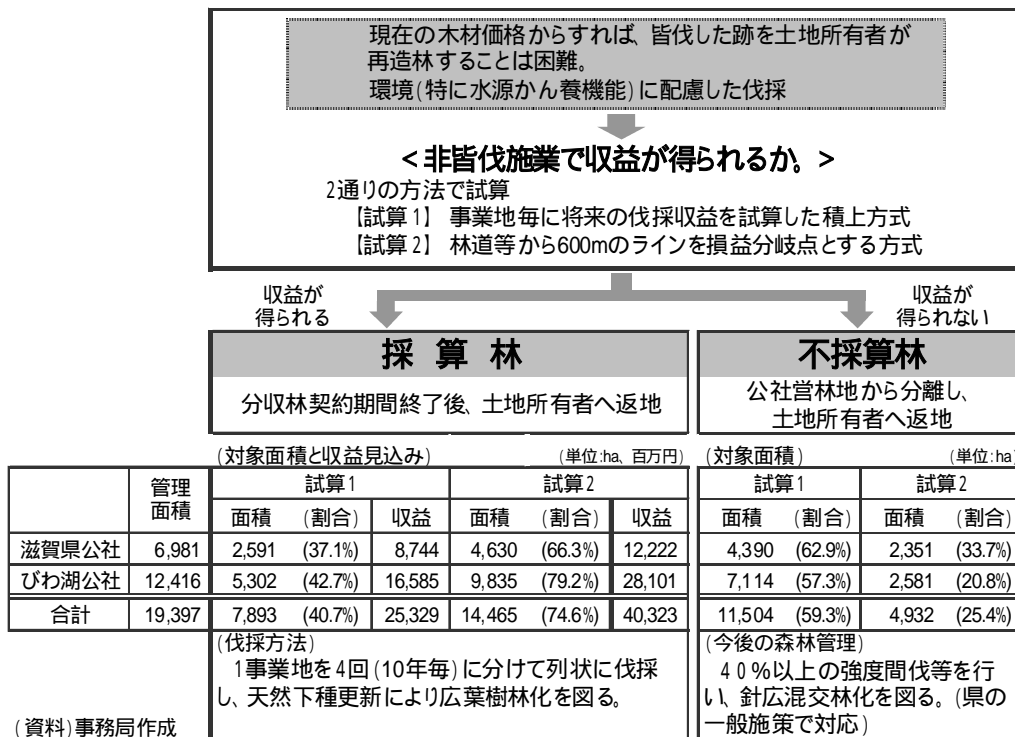 現在の木材価格からすれば、皆伐した跡を土地所有者が
再造林することは困難。
環境(特に水源かん養機能)に配慮した伐採
<非皆伐施業で収益が得られるか。>
2通りの方法で試算
【試算1】 事業地毎に将来の伐採収益を試算した積上方式
【試算2】 林道等から600mのラインを損益分岐点とする方式
収益が
得られる
収益が
得られない
採 算 林
分収林契約期間終了後、土地所有者へ返地
不採算林
公社営林地から分離し、
土地所有者へ返地
(対象面積と収益見込み) (単位:ha、百万円)
(対象面積) (単位:ha)
管理
面積
試算1 試算2 試算1 試算2
面積 (割合) 収益 面積 (割合) 収益 面積 (割合) 面積 (割合)
滋賀県公社 6,981 2,591 (37.1%) 8,744 4,630 (66.3%) 12,222 4,390 (62.9%) 2,351 (33.7%)
びわ湖公社 12,416 5,302 (42.7%) 16,585 9,835 (79.2%) 28,101 7,114 (57.3%) 2,581 (20.8%)
合計 19,397 7,893 (40.7%) 25,329 14,465 (74.6%) 40,323 11,504 (59.3%) 4,932 (25.4%)
(伐採方法)
1事業地を4回(10年毎)に分けて列状に伐採
し、天然下種更新により広葉樹林化を図る。
(今後の森林管理)
40%以上の強度間伐等を行
い、針広混交林化を図る。(県の
一般施策で対応)
(資料)事務局作成